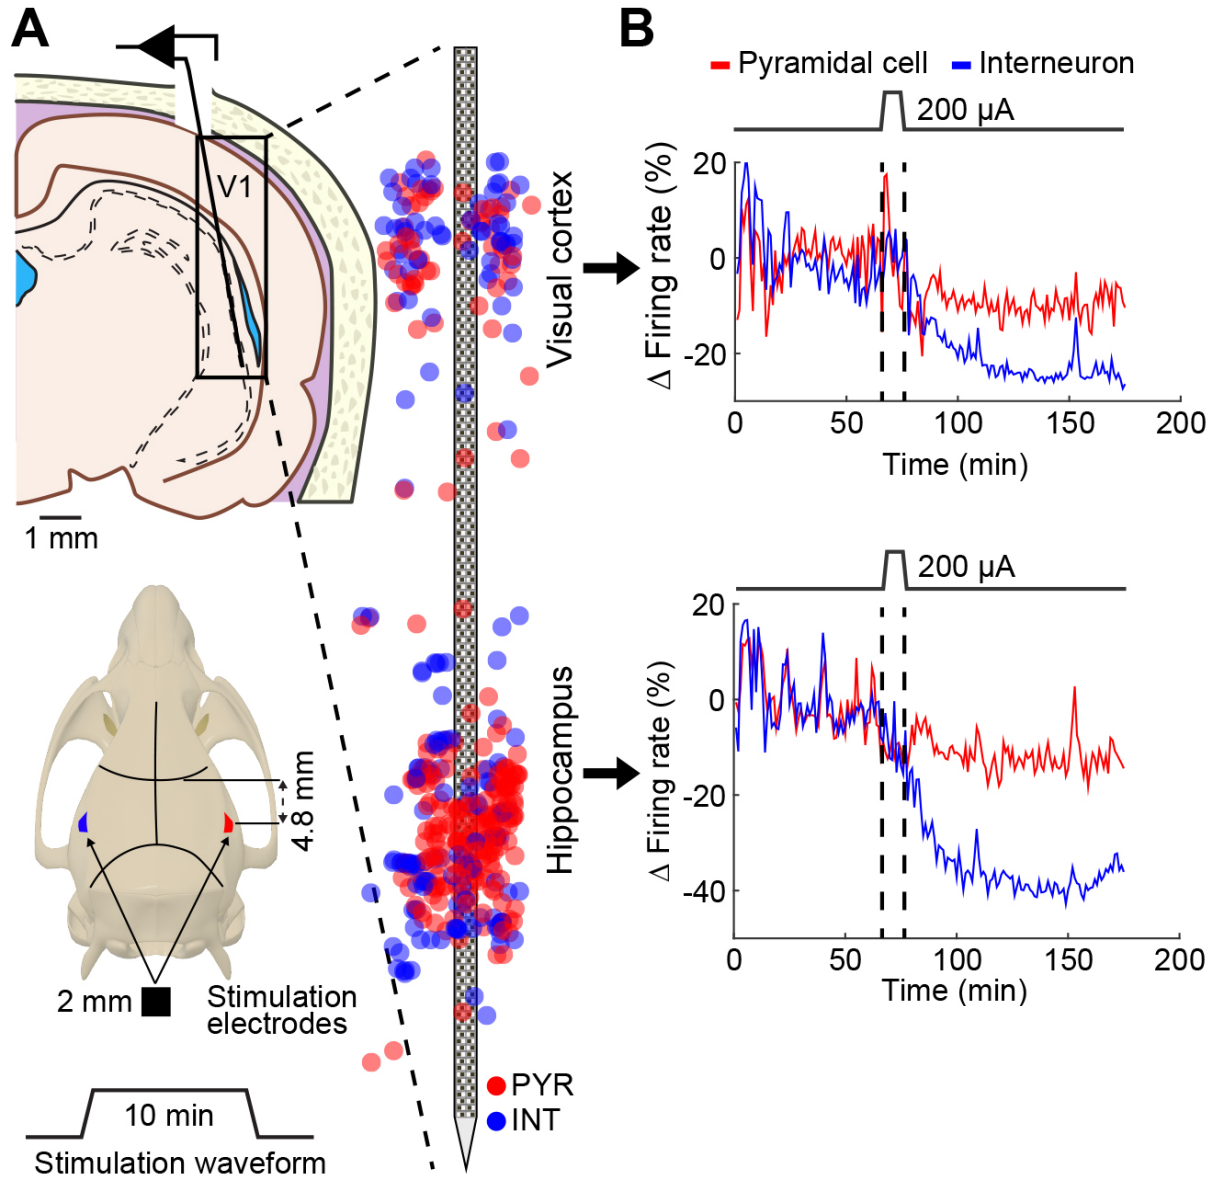 A
V1
1 mm
4.8 mm
2 mm
Stimulation
electrodes
10 min
Stimulation waveform
Visual cortex
Hippocampus
PYR
INT
B
Pyramidal cell
Interneuron
200 µA
Δ Firing rate (%)
20
0
-20
0 50 100 150 200
Time (min)
200 µA
Δ Firing rate (%)
20
0
-20
-40
-50
0 50 100 150 200
Time (min)